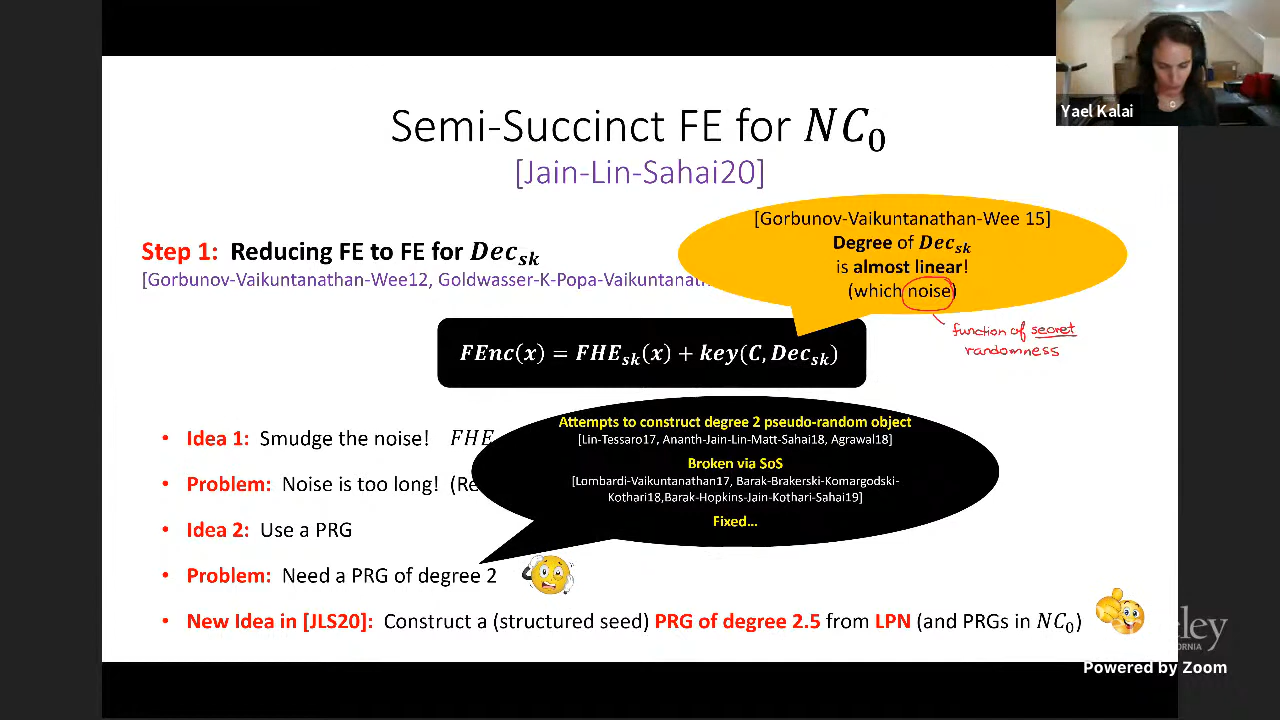 Yael Kalai
Semi-Succinct FE for NC₀
[Jain-Lin-Sahai20]
[Gorbunov-Vaikuntanathan-Wee 15]
Degree of Dec_sk
is almost linear!
(which noise)
function of secret
randomness
Step 1: Reducing FE to FE for Dec_sk
[Gorbunov-Vaikuntanathan-Wee12, Goldwasser-K-Popa-Vaikuntanath
FEnc(x) = FHE_sk(x) + key(C, Dec_sk)
Attempts to construct degree 2 pseudo-random object
[Lin-Tessaro17, Ananth-Jain-Lin-Matt-Sahai18, Agrawal18]
Broken via SoS
[Lombardi-Vaikuntanathan17, Barak-Brakerski-Komargodski-
Kothari18,Barak-Hopkins-Jain-Kothari-Sahai19]
Fixed...
• Idea 1: Smudge the noise! FHE
• Problem: Noise is too long! (Re
• Idea 2: Use a PRG
• Problem: Need a PRG of degree 2
• New Idea in [JLS20]: Construct a (structured seed) PRG of degree 2.5 from LPN (and PRGs in NC₀)
eley
ORNIA
Powered by Zoom